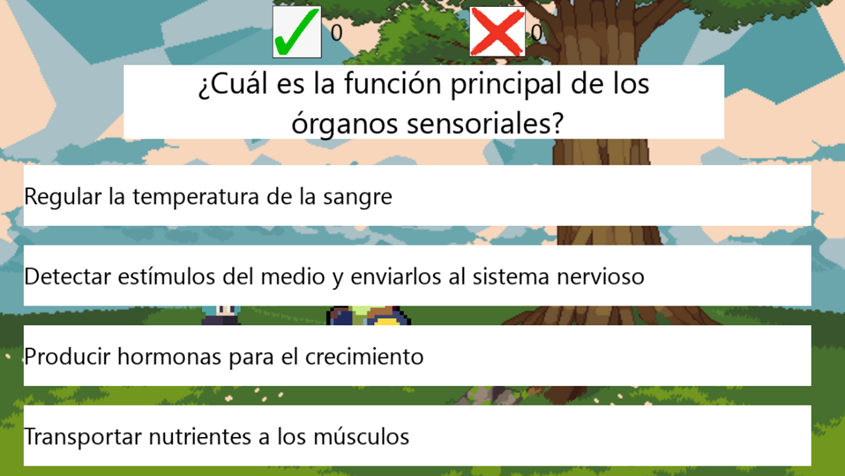 0
0
¿Cuál es la función principal de los
órganos sensoriales?
Regular la temperatura de la sangre
Detectar estímulos del medio y enviarlos al sistema nervioso
Producir hormonas para el crecimiento
Transportar nutrientes a los músculos